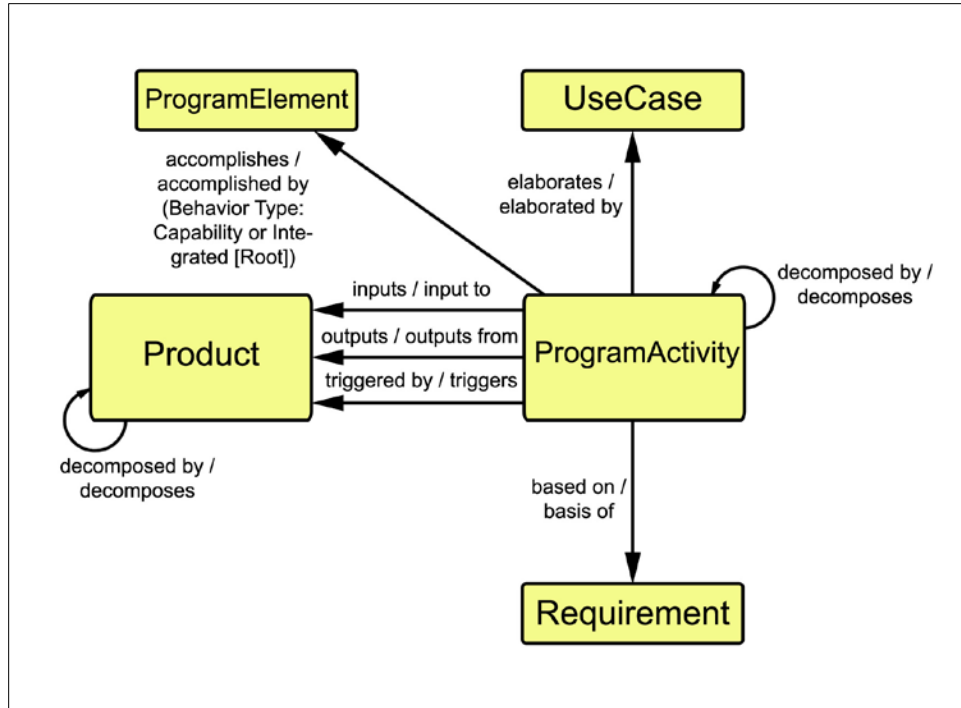 ProgramElement
UseCase
accomplishes /
accomplished by
(Behavior Type:
Capability or Inte-
grated [Root])
elaborates /
elaborated by
decomposed by /
decomposes
inputs / input to
outputs / outputs from
triggered by / triggers
Product
ProgramActivity
decomposed by /
decomposes
based on /
basis of
Requirement